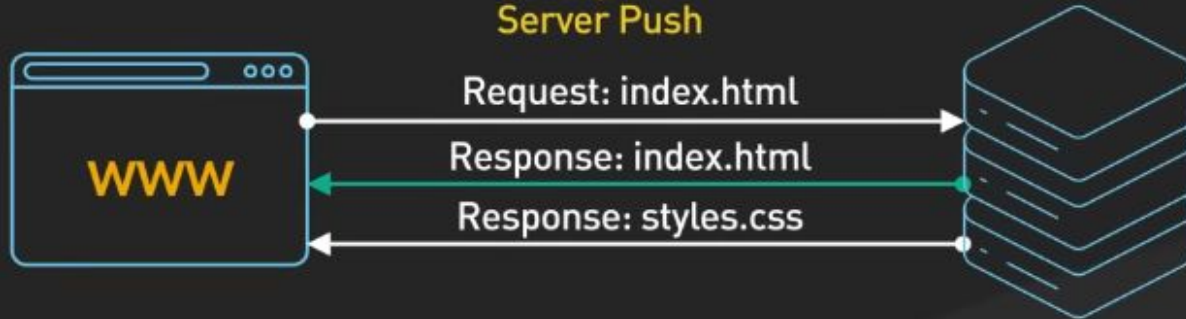 Server Push
Request: index.html
Response: index.html
WWW
Response: styles.css